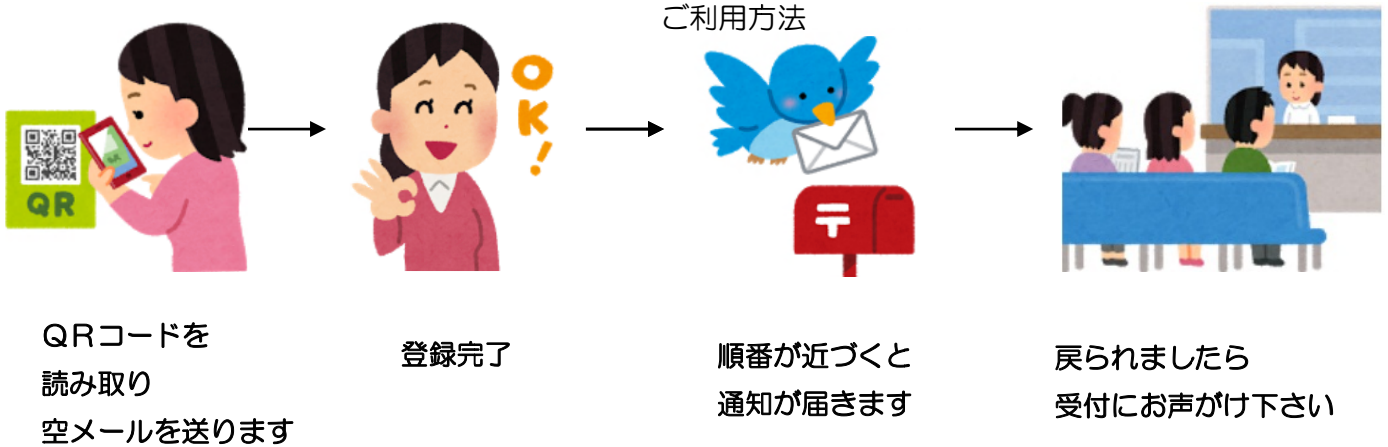 ご利用方法
QR
OK!
〒
ＱＲコードを
読み取り
空メールを送ります
登録完了
順番が近づくと
通知が届きます
戻られましたら
受付にお声がけ下さい